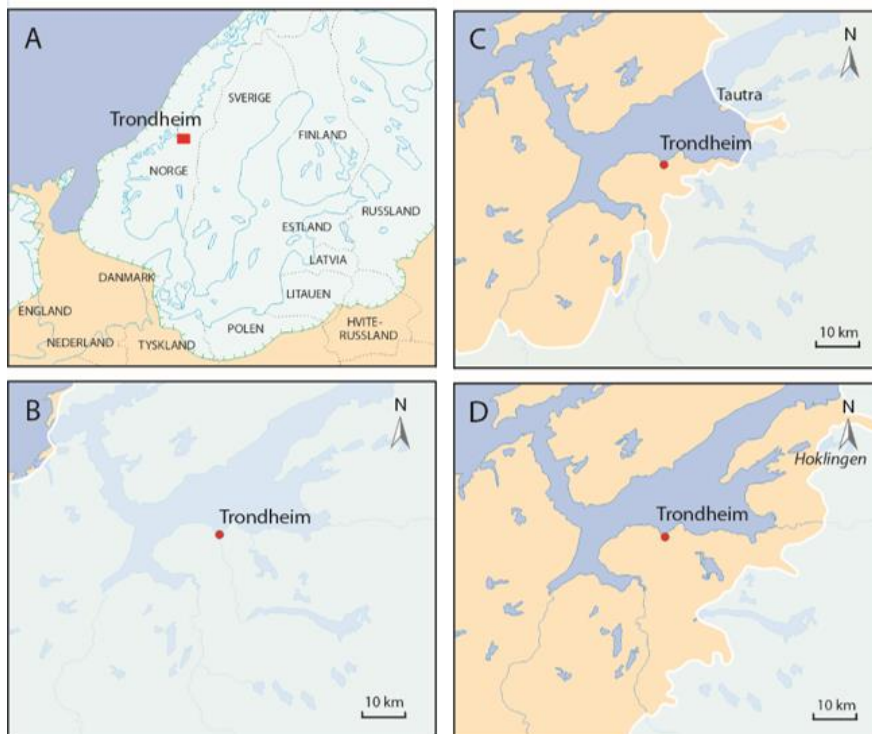 A
Trondheim
SVERIGE
FINLAND
NORGE
RUSSLAND
ESTLAND
LATVIA
DANMARK
LITAUEN
ENGLAND
POLEN
HVITE-
RUSSLAND
NEDERLAND
TYSKLAND
C
N
Tautra
Trondheim
10 km
B
N
Trondheim
10 km
D
N
Hoklingen
Trondheim
10 km